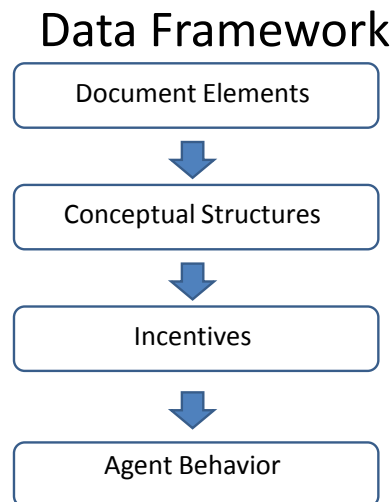 Data Framework
Document Elements
Conceptual Structures
Incentives
Agent Behavior